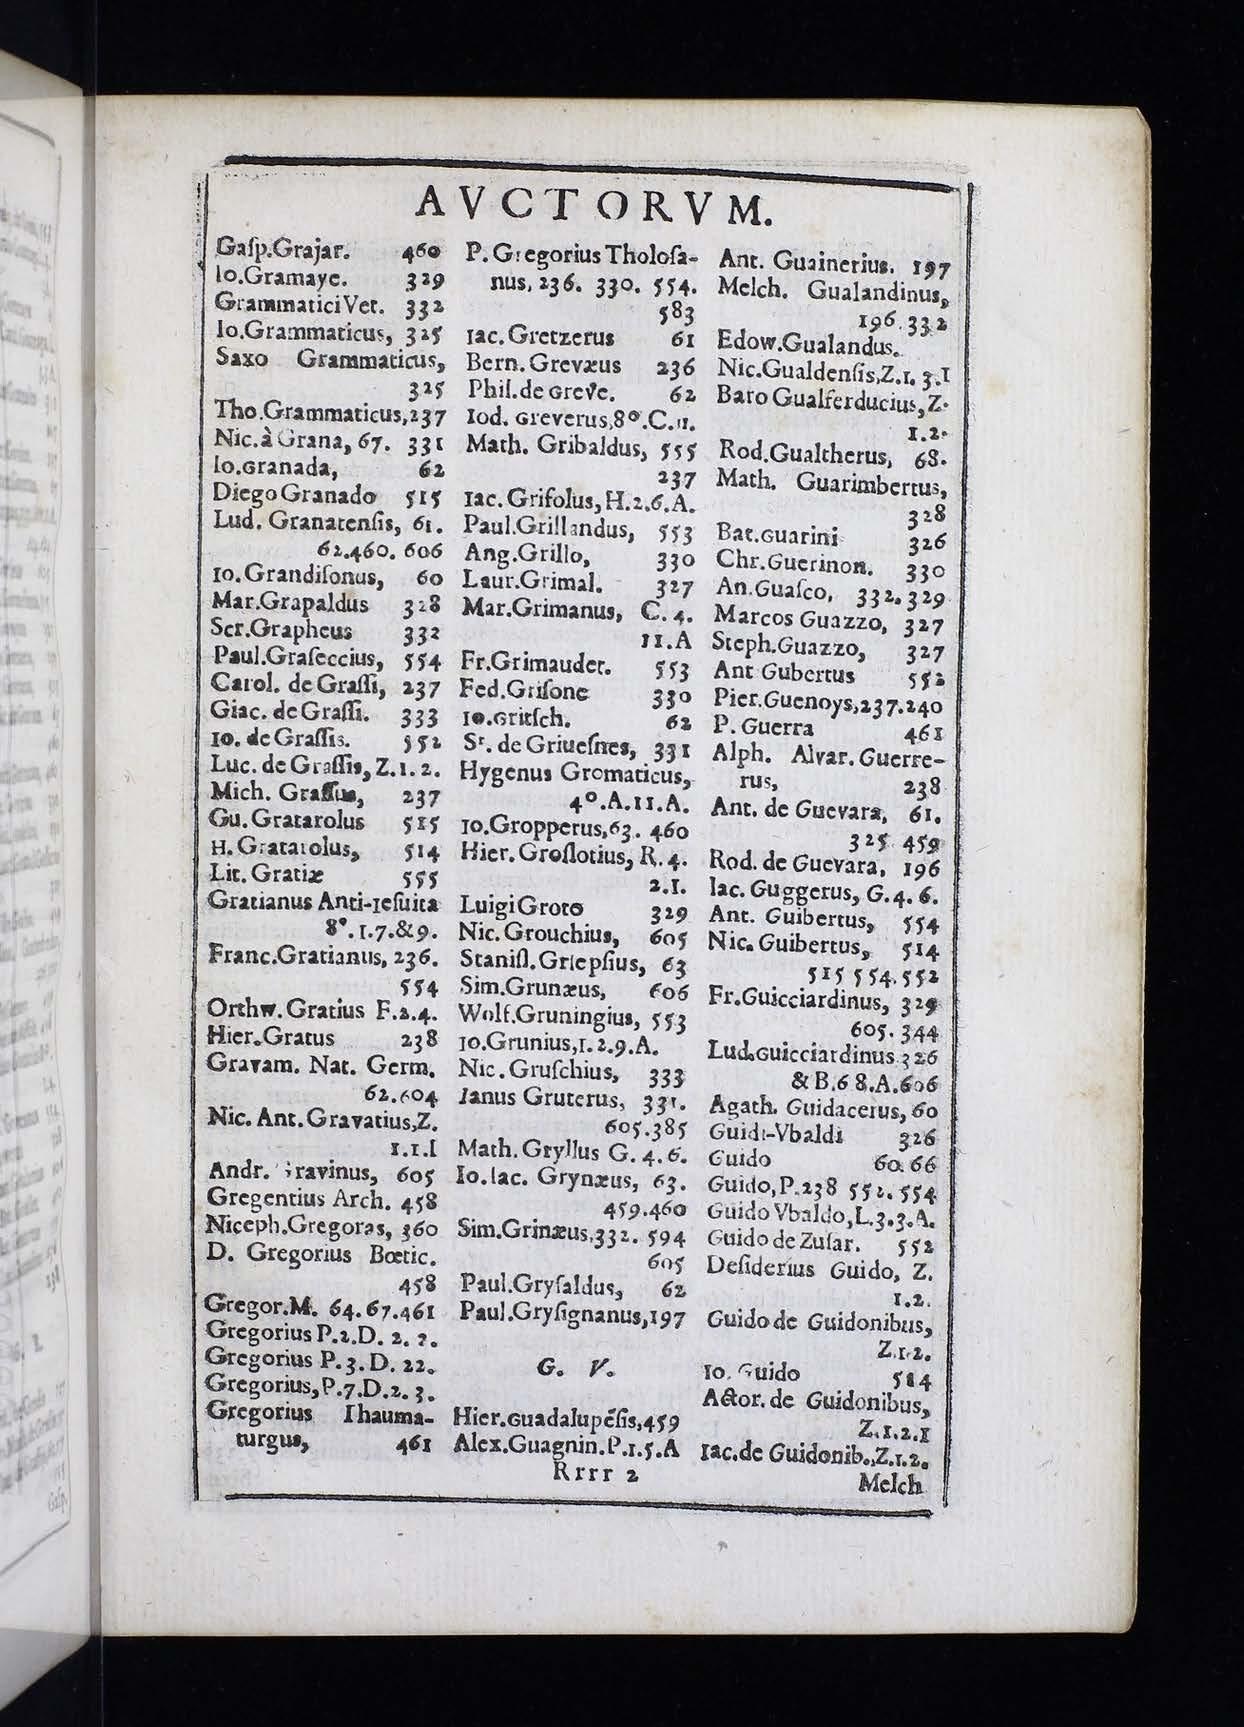 AVCTORVM.
Gaſp.Grajar. 460
Io.Gramaye. 329
Grammatici Vet. 332
Io.Grammaticus, 325
Saxo Grammaticus,
325
Tho.Grammaticus,237
Nic.à Grana, 67. 331
Io.Granada, 62
Diego Granado 515
Lud. Granatenſis, 61.
62.460. 606
Io.Grandiſonus, 60
Mar.Grapaldus 328
Scr.Grapheus 332
Paul.Graſeccius, 554
Carol. de Graſſi, 237
Giac. de Graſſi. 333
Io. de Graſſis. 552
Luc. de Graſſis, Z.1.2.
Mich. Graſſus, 237
Gu. Gratarolus 515
H. Gratarolus, 514
Lit. Gratiæ 555
Gratianus Anti-Ieſuita
8°.1.7.&9.
Franc.Gratianus, 236.
554
Orthw. Gratius F.2.4.
Hier.Gratus 238
Gravam. Nat. Germ.
62.604
Nic. Ant. Gravatius,Z.
1.1.I
Andr. Gravinus, 605
Gregentius Arch. 458
Niceph.Gregoras, 360
D. Gregorius Bœtic.
458
Gregor.M. 64.67.461
Gregorius P.2.D. 2. 2.
Gregorius P.3.D. 22.
Gregorius, P.7.D.2.3.
Gregorius Thauma-
turgus, 461
P. Gregorius Tholoſa-
nus, 236. 330. 554.
583
Iac. Gretzerus 61
Bern. Grevæus 236
Phil. de Greve. 62
Iod. Greverus,8°.C.11.
Math. Gribaldus, 555
237
Iac. Grifolus, H.2.6.A.
Paul.Grillandus, 553
Ang.Grillo, 330
Laur.Grimal. 327
Mar.Grimanus, C.4.
11.A
Fr.Grimaudet. 553
Fed.Griſone 330
Io.Gritſch. 62
Sr. de Griueſnes, 331
Hygenus Gromaticus,
4°.A.11.A.
Io.Gropperus,63. 460
Hier. Groſlotius, R.4.
2.1.
Luigi Groto 329
Nic. Grouchius, 605
Staniſl.Grſepſius, 63
Sim.Grunæus, 606
Wolf.Gruningius, 553
Io.Grunius,1.2.9.A.
Nic. Gruſchius, 333
Ianus Gruterus, 331.
605.385
Math. Gryllus G.4.6.
Io.Iac. Grynæus, 63.
459.460
Sim.Grinæus,332. 594
605
Paul.Gryſaldus, 62
Paul.Gryſignanus,197
G. V.
Hier.Guadalupẽſis,459
Alex.Guagnin.P.1.5.A
Ant. Guainerius. 197
Melch. Gualandinus,
196.332
Edow.Gualandus.
Nic.Gualdenſis,Z.1. 3.I
Baro Gualferducius, Z.
1.2.
Rod.Gualtherus, 68.
Math. Guarimbertus,
328
Bat.Guarini 326
Chr.Guerinon. 330
An.Guaſco, 332.329
Marcos Guazzo, 327
Steph.Guazzo, 327
Ant Gubertus 552
Pier.Guenoys,237.240
P. Guerra 461
Alph. Alvar. Guerre-
rus, 238
Ant. de Guevara, 61.
325 459
Rod. de Guevara, 196
Iac. Guggerus, G.4.6.
Ant. Guibertus, 554
Nic. Guibertus, 514
515 554.552
Fr.Guicciardinus, 329
605. 344
Lud.Guicciardinus.326
& B.6 8.A.606
Agath. Guidacerus, 60
Guidi-Vbaldi 326
Guido 60.66
Guido,P.238 552.554
Guido Vbaldo,L.3.3.A.
Guido de Zuſar. 552
Deſiderius Guido, Z.
1.2.
Guido de Guidonibus,
Z.1.2.
Io. Guido 514
Actor. de Guidonibus,
Z.1.2.I
Iac.de Guidonib.,Z.1.2.
Rrrr 2
Melch